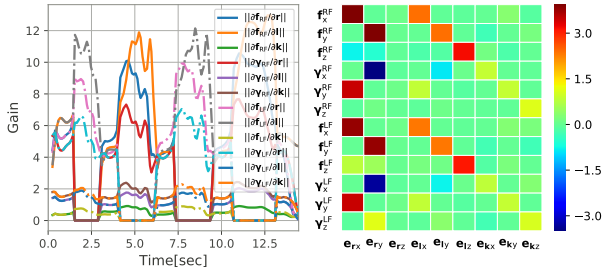 12
10
8
6
4
2
0
Gain
0.0 2.5 5.0 7.5 10.0 12.5
Time[sec]
||∂f_RF/∂r||
||∂f_RF/∂l||
||∂f_RF/∂k||
||∂γ_RF/∂r||
||∂γ_RF/∂l||
||∂γ_RF/∂k||
||∂f_LF/∂r||
||∂f_LF/∂l||
||∂f_LF/∂k||
||∂γ_LF/∂r||
||∂γ_LF/∂l||
||∂γ_LF/∂k||
f_x^RF
f_y^RF
f_z^RF
γ_x^RF
γ_y^RF
γ_z^RF
f_x^LF
f_y^LF
f_z^LF
γ_x^LF
γ_y^LF
γ_z^LF
e_rx e_ry e_rz e_lx e_ly e_lz e_kx e_ky e_kz
3.0
1.5
0.0
−1.5
−3.0